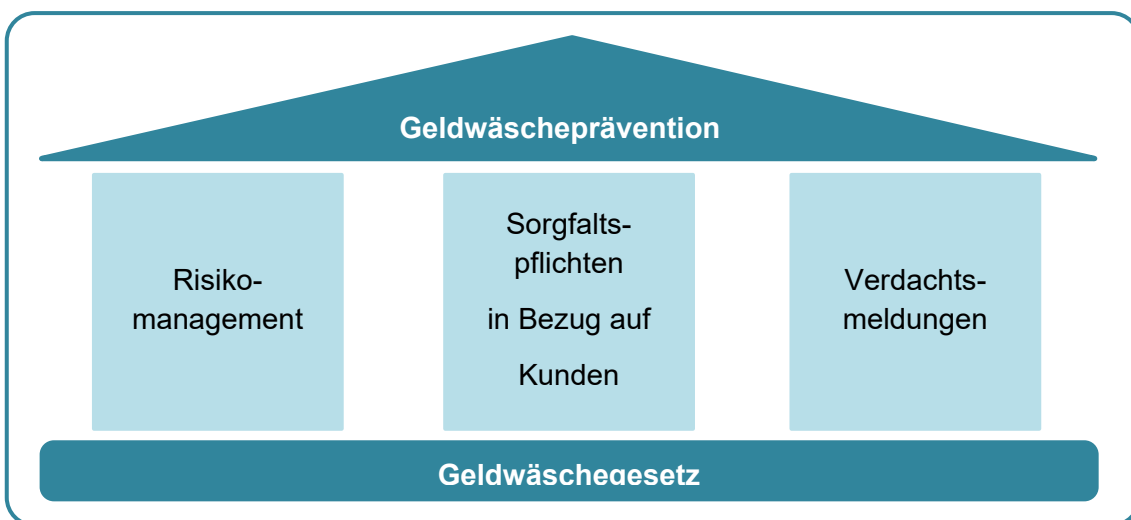 Geldwäscheprävention
Risiko-
management
Sorgfalts-
pflichten
in Bezug auf
Kunden
Verdachts-
meldungen
Geldwäschegesetz